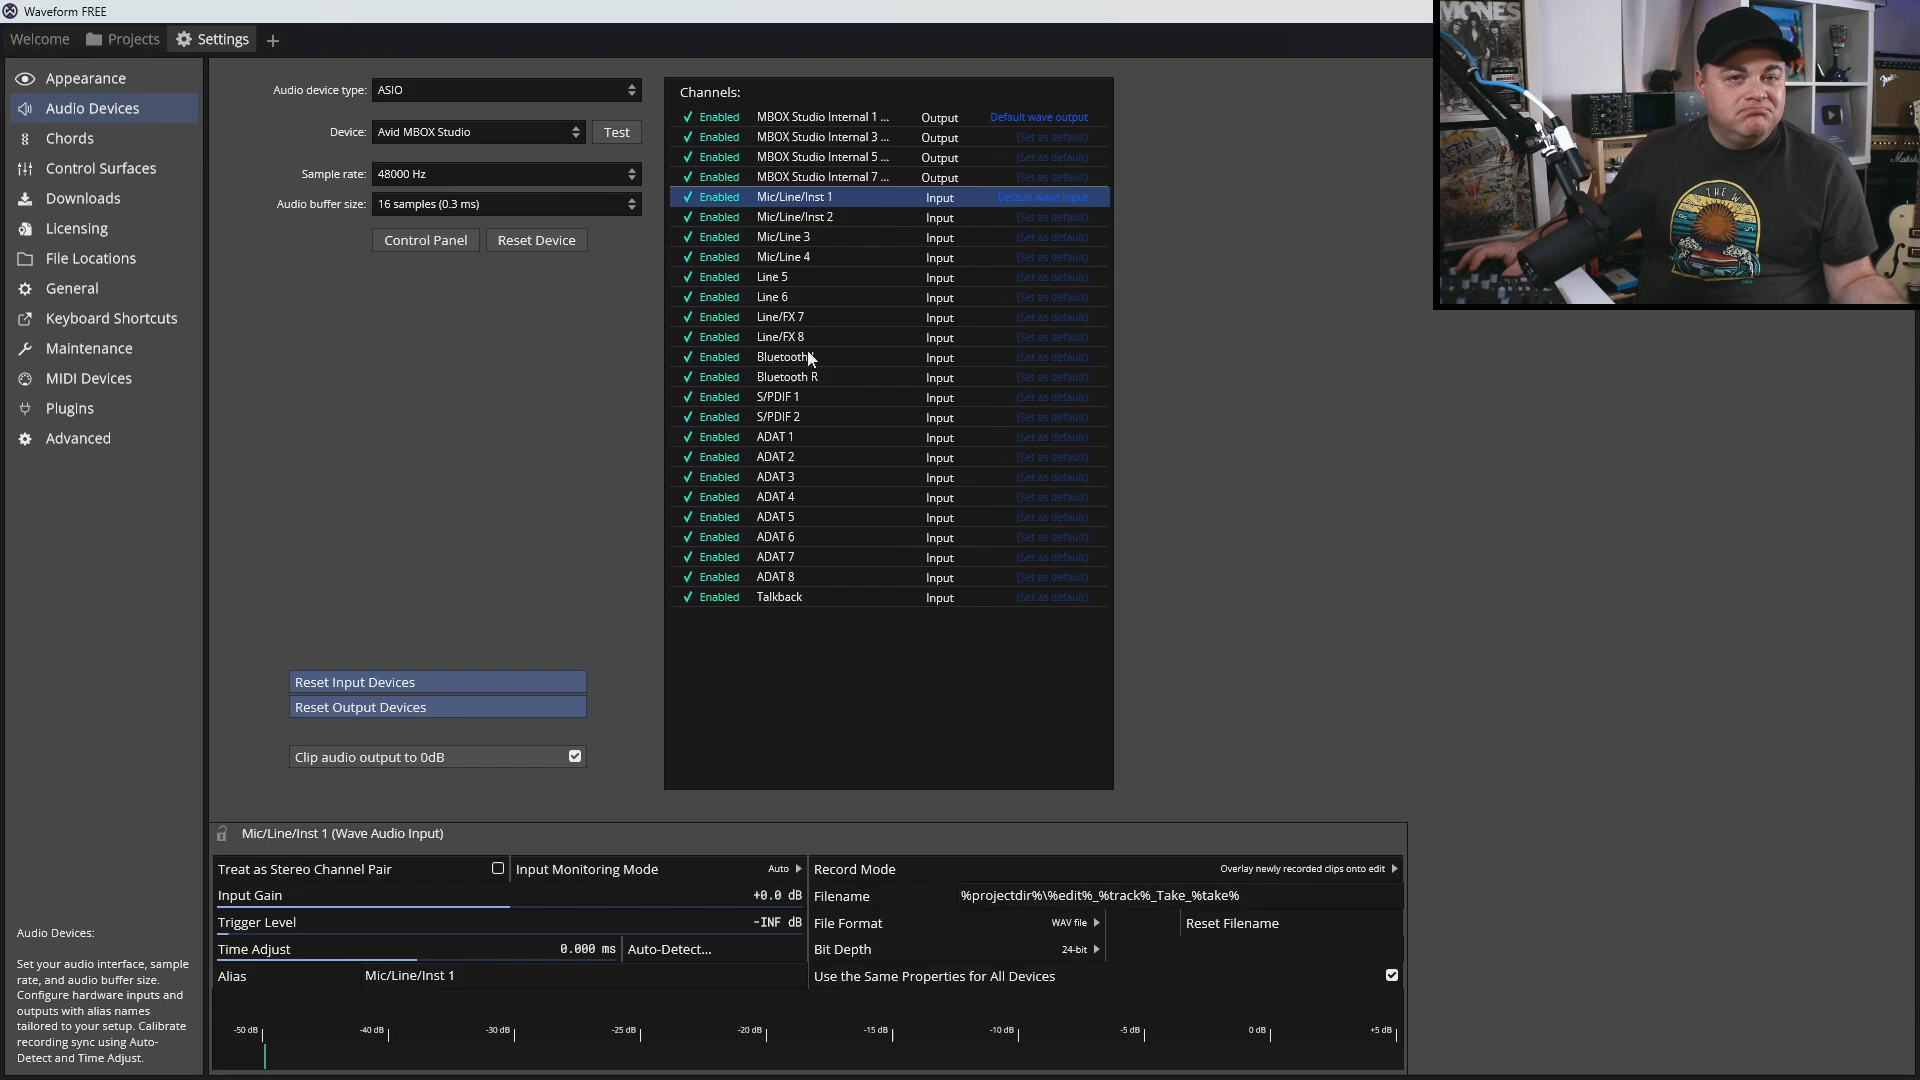 Waveform FREE
Welcome
Projects
Settings
Appearance
Audio Devices
Chords
Control Surfaces
Downloads
Licensing
File Locations
General
Keyboard Shortcuts
Maintenance
MIDI Devices
Plugins
Advanced
Audio Devices:
Set your audio interface, sample
rate, and audio buffer size.
Configure hardware inputs and
outputs with alias names
tailored to your setup. Calibrate
recording sync using Auto-
Detect and Time Adjust.
Audio device type: ASIO
Device: Avid MBOX Studio Test
Sample rate: 48000 Hz
Audio buffer size: 16 samples (0.3 ms)
Control Panel Reset Device
Reset Input Devices
Reset Output Devices
Clip audio output to 0dB
Channels:
Enabled MBOX Studio Internal 1 ... Output Default wave output
Enabled MBOX Studio Internal 3 ... Output (Set as default)
Enabled MBOX Studio Internal 5 ... Output (Set as default)
Enabled MBOX Studio Internal 7 ... Output (Set as default)
Enabled Mic/Line/Inst 1 Input Default wave input
Enabled Mic/Line/Inst 2 Input (Set as default)
Enabled Mic/Line 3 Input (Set as default)
Enabled Mic/Line 4 Input (Set as default)
Enabled Line 5 Input (Set as default)
Enabled Line 6 Input (Set as default)
Enabled Line/FX 7 Input (Set as default)
Enabled Line/FX 8 Input (Set as default)
Enabled Bluetooth Input (Set as default)
Enabled Bluetooth R Input (Set as default)
Enabled S/PDIF 1 Input (Set as default)
Enabled S/PDIF 2 Input (Set as default)
Enabled ADAT 1 Input (Set as default)
Enabled ADAT 2 Input (Set as default)
Enabled ADAT 3 Input (Set as default)
Enabled ADAT 4 Input (Set as default)
Enabled ADAT 5 Input (Set as default)
Enabled ADAT 6 Input (Set as default)
Enabled ADAT 7 Input (Set as default)
Enabled ADAT 8 Input (Set as default)
Enabled Talkback Input (Set as default)
Mic/Line/Inst 1 (Wave Audio Input)
Treat as Stereo Channel Pair Input Monitoring Mode Auto
Input Gain +0.0 dB
Trigger Level -INF dB
Time Adjust 0.000 ms Auto-Detect...
Alias Mic/Line/Inst 1
Record Mode Overlay newly recorded clips onto edit
Filename %projectdir%\%edit%_%track%_Take_%take%
File Format WAV file Reset Filename
Bit Depth 24-bit
Use the Same Properties for All Devices
-50 dB -40 dB -30 dB -25 dB -20 dB -15 dB -10 dB -5 dB 0 dB +5 dB
MONES
THE W
Fender
Marsh